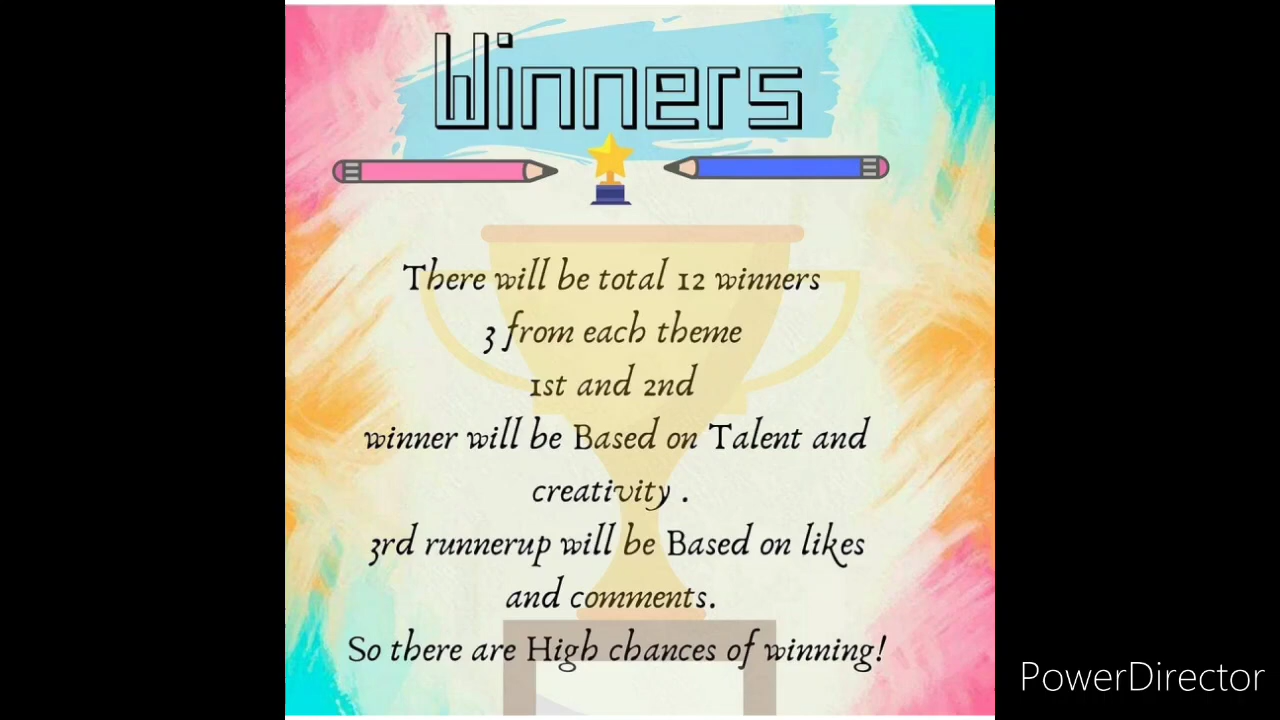 Winners
There will be total 12 winners
3 from each theme
1st and 2nd
winner will be Based on Talent and
creativity .
3rd runnerup will be Based on likes
and comments.
So there are High chances of winning!
PowerDirector